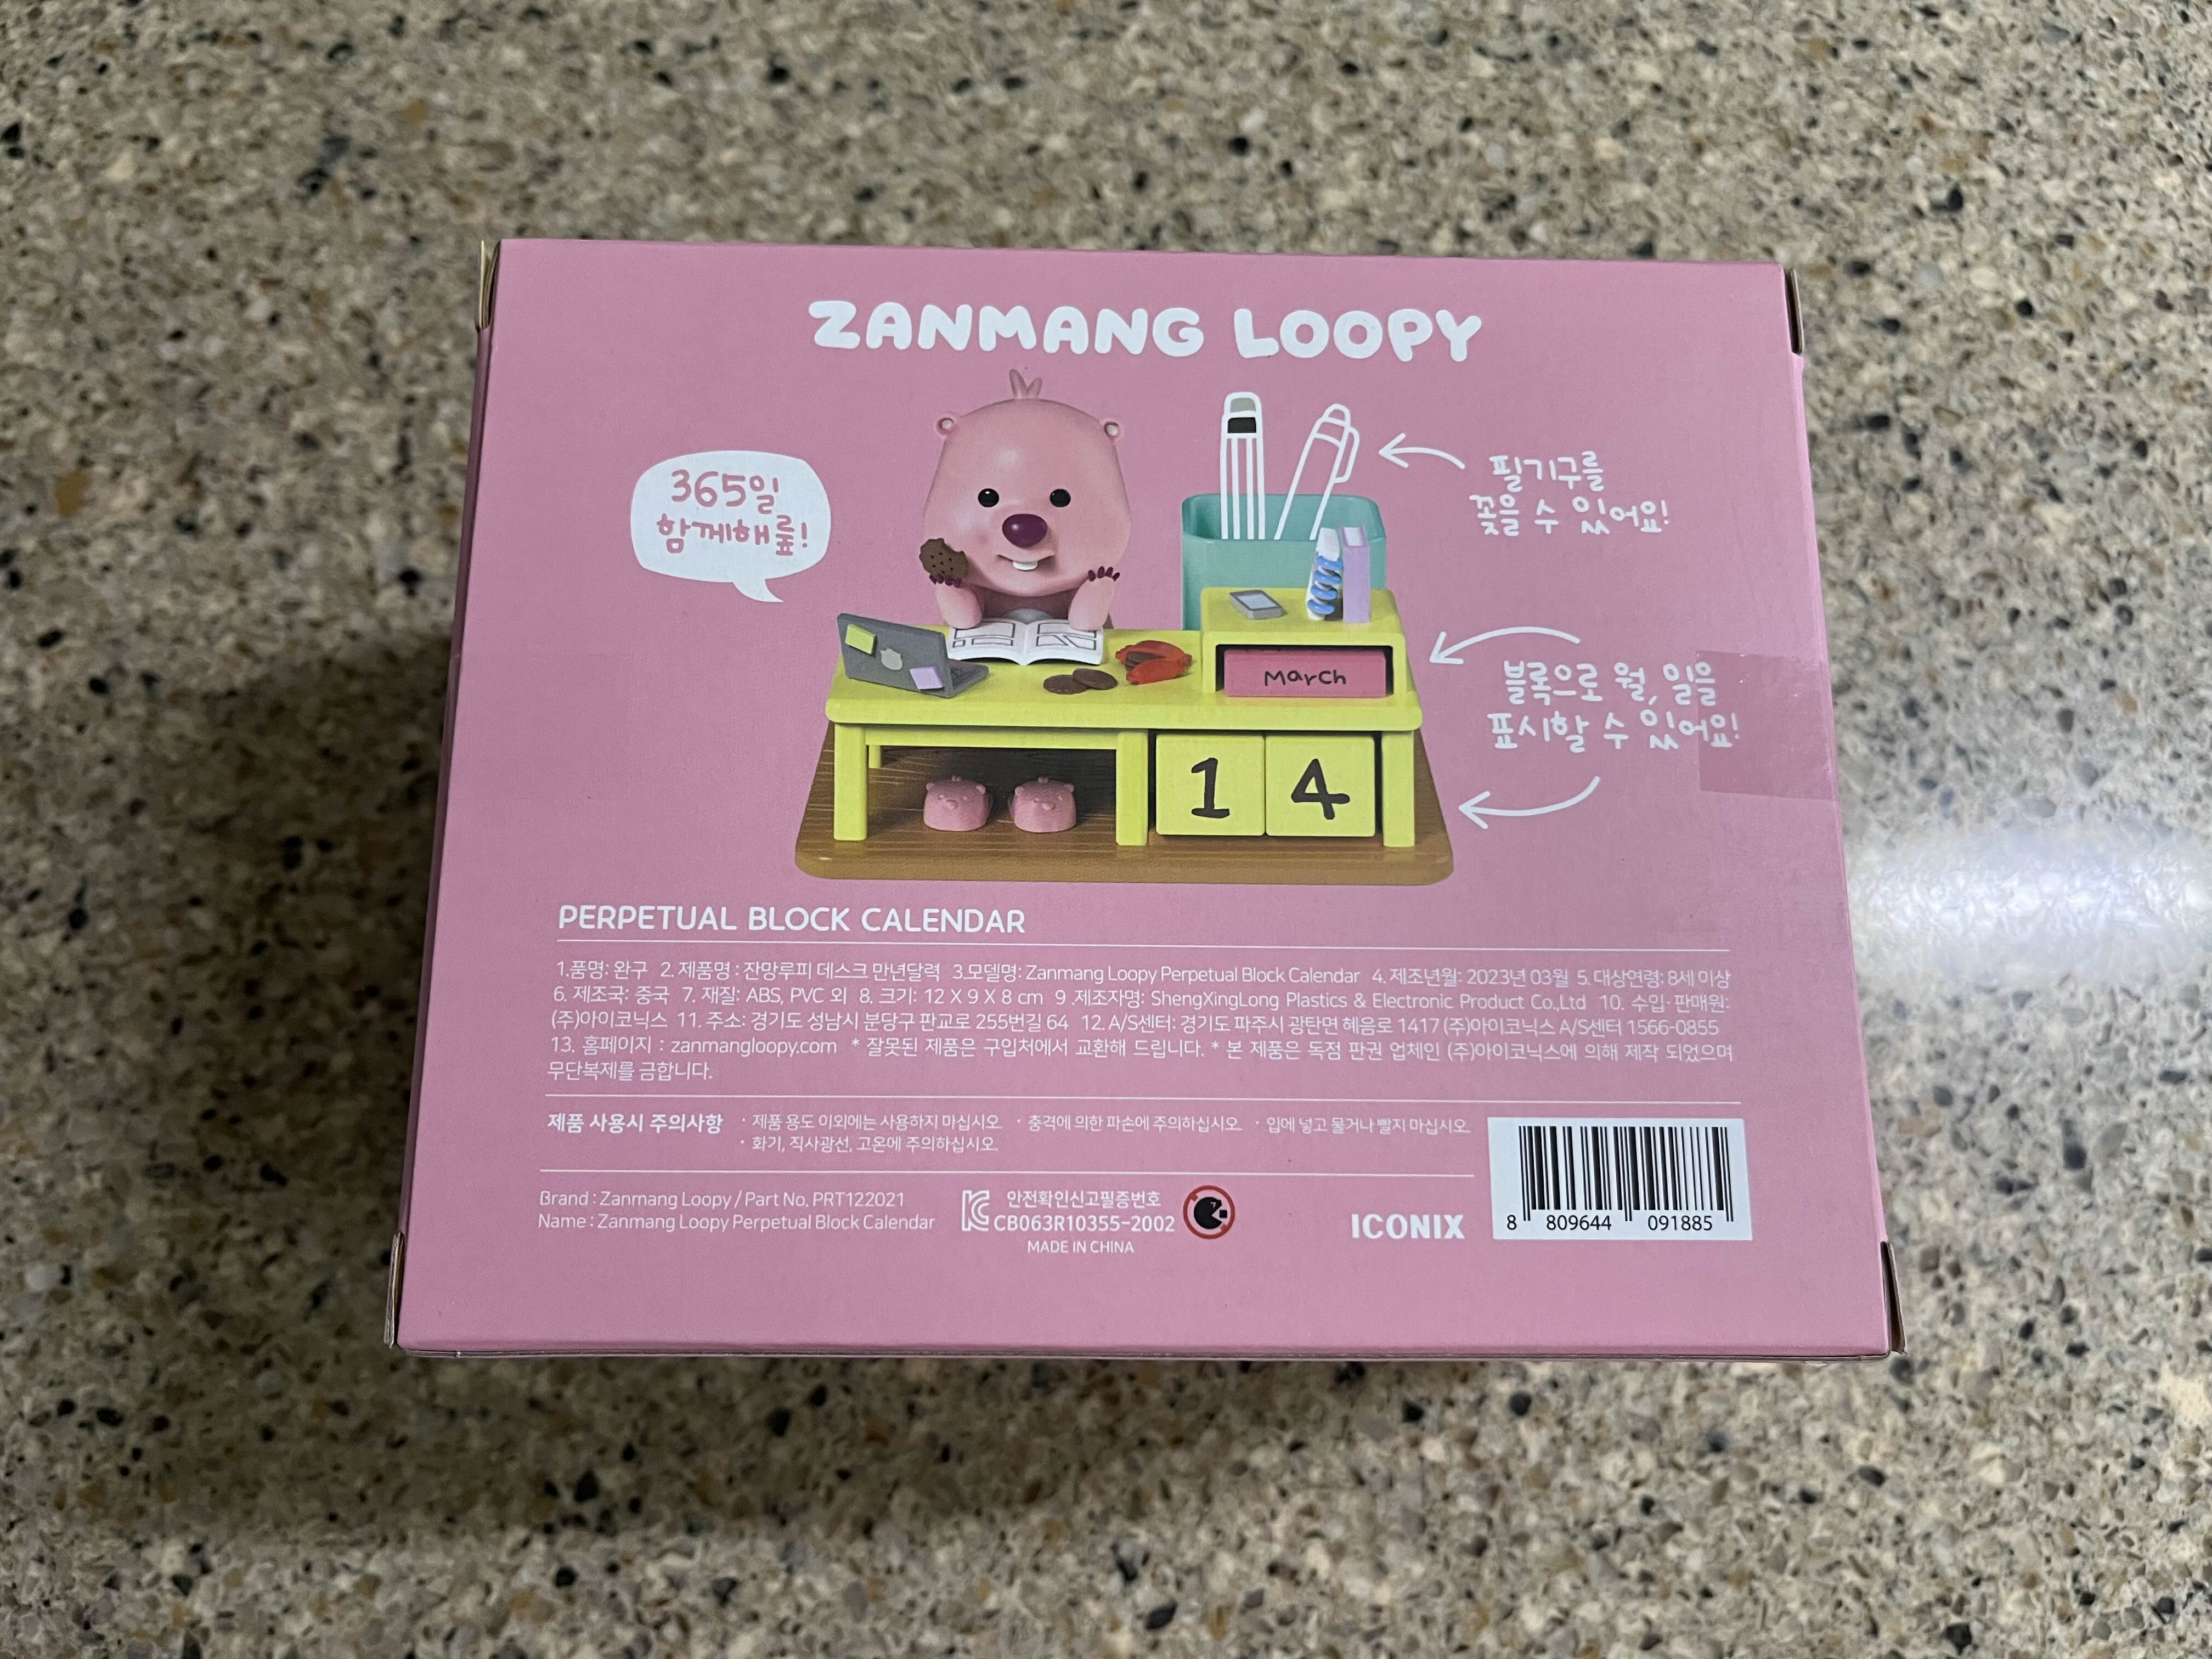 ZANMANG LOOPY
365일
함께해뤂!
필기구를
꽂을 수 있어요!
블록으로 월, 일을
표시할 수 있어요!
March
1 4
PERPETUAL BLOCK CALENDAR
1.품명: 완구 2. 제품명 : 잔망루피 데스크 만년달력 3.모델명: Zanmang Loopy Perpetual Block Calendar 4. 제조년월: 2023년 03월 5. 대상연령: 8세 이상
6. 제조국: 중국 7. 재질: ABS, PVC 외 8. 크기: 12 X 9 X 8 cm 9 .제조자명: ShengXingLong Plastics & Electronic Product Co.,Ltd 10. 수입·판매원:
(주)아이코닉스 11. 주소: 경기도 성남시 분당구 판교로 255번길 64 12. A/S센터: 경기도 파주시 광탄면 혜음로 1417 (주)아이코닉스 A/S센터 1566-0855
13. 홈페이지 : zanmangloopy.com * 잘못된 제품은 구입처에서 교환해 드립니다. * 본 제품은 독점 판권 업체인 (주)아이코닉스에 의해 제작 되었으며
무단복제를 금합니다.
제품 사용시 주의사항 · 제품 용도 이외에는 사용하지 마십시오. · 충격에 의한 파손에 주의하십시오. · 입에 넣고 물거나 빨지 마십시오.
· 화기, 직사광선, 고온에 주의하십시오.
Brand : Zanmang Loopy / Part No. PRT122021
Name : Zanmang Loopy Perpetual Block Calendar
안전확인신고필증번호
CB063R10355-2002
MADE IN CHINA
ICONIX
8 809644 091885